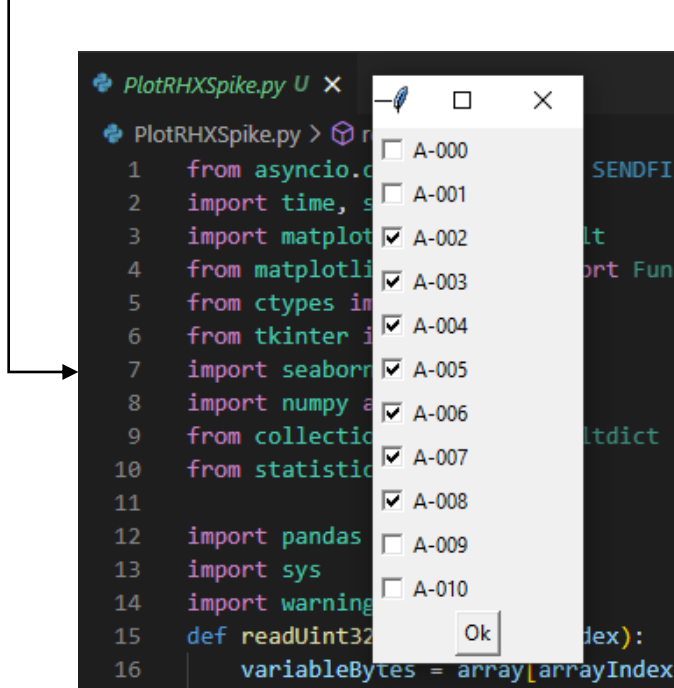 PlotRHXSpike.py U
PlotRHXSpike.py > r
A-000
1 from asyncio.c SENDFI
A-001
2 import time, s
3 import matplot A-002 lt
4 from matplotli A-003 ort Fun
5 from ctypes im
A-004
6 from tkinter i
7 import seaborn A-005
8 import numpy a A-006
9 from collectic A-007 ltdict
10 from statistic
11 A-008
12 import pandas A-009
13 import sys
A-010
14 import warning
15 def readUint32 Ok dex):
16 variableBytes = array[arrayIndex